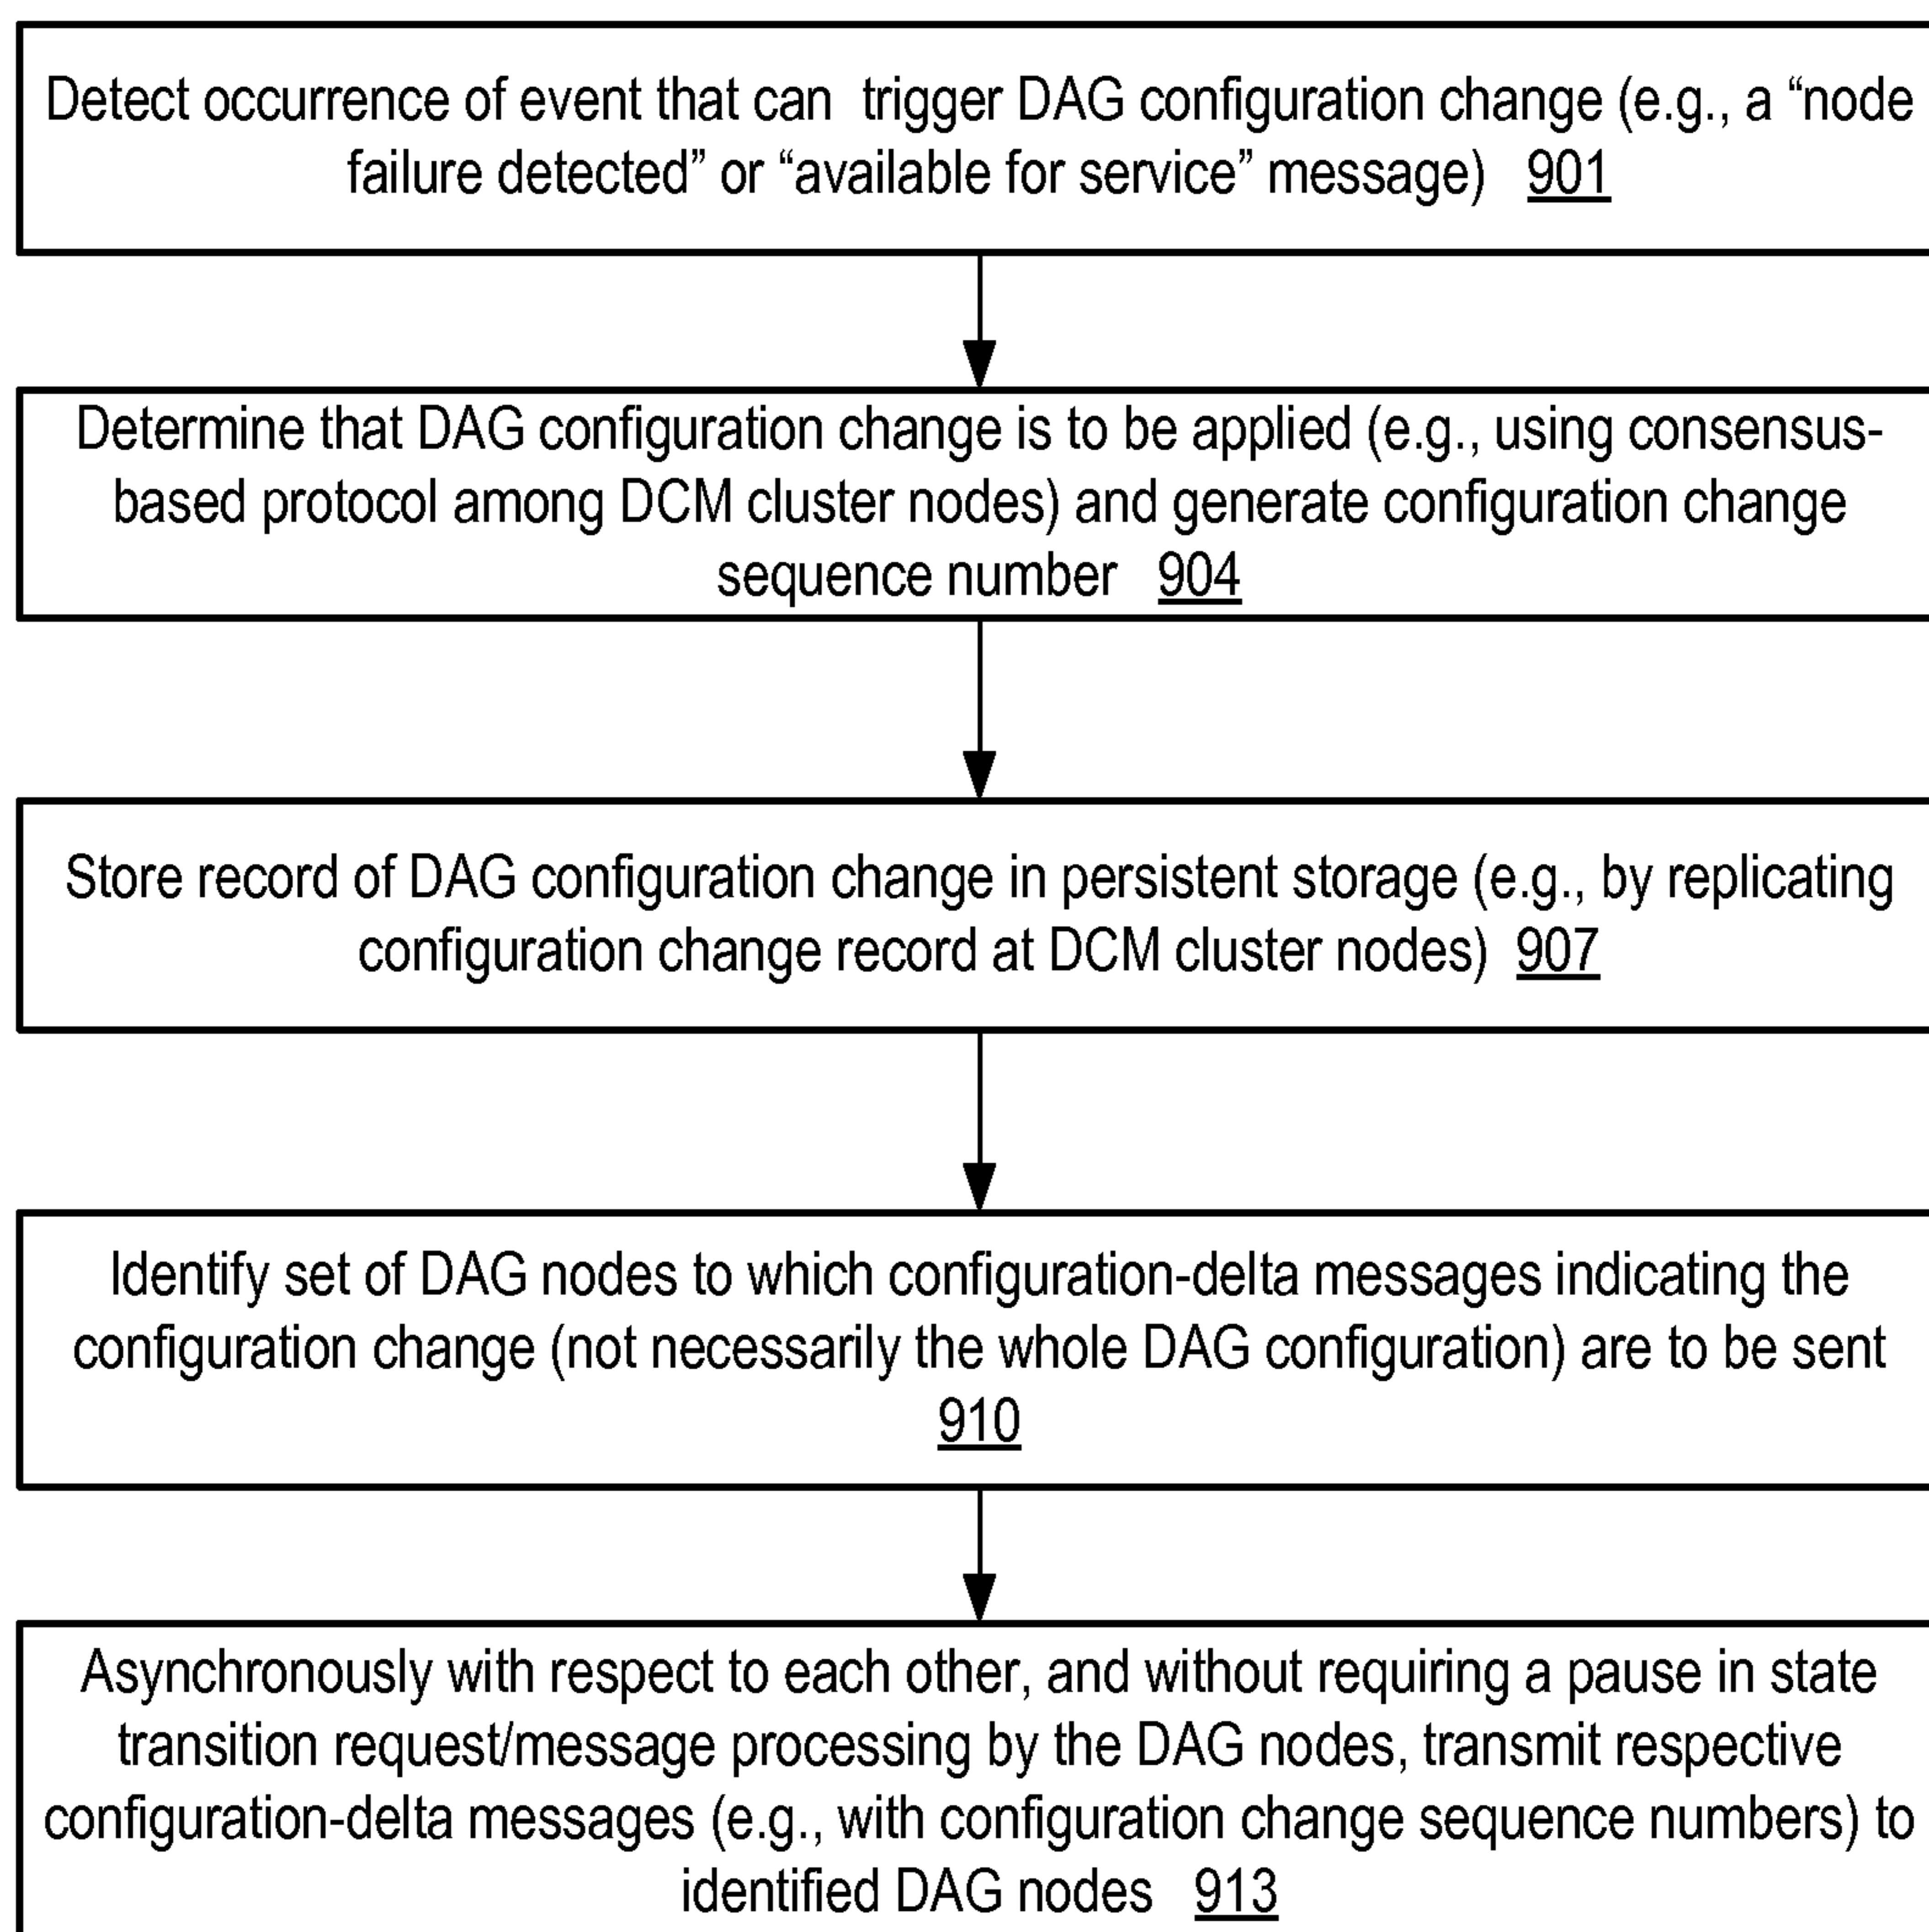 Detect occurrence of event that can trigger DAG configuration change (e.g., a “node
failure detected” or “available for service” message) 901
Determine that DAG configuration change is to be applied (e.g., using consensus-
based protocol among DCM cluster nodes) and generate configuration change
sequence number 904
Store record of DAG configuration change in persistent storage (e.g., by replicating
configuration change record at DCM cluster nodes) 907
Identify set of DAG nodes to which configuration-delta messages indicating the
configuration change (not necessarily the whole DAG configuration) are to be sent
910
Asynchronously with respect to each other, and without requiring a pause in state
transition request/message processing by the DAG nodes, transmit respective
configuration-delta messages (e.g., with configuration change sequence numbers) to
identified DAG nodes 913